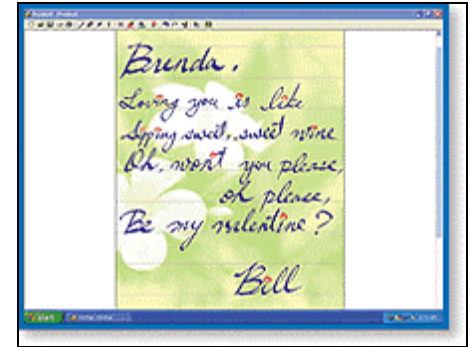 Brenda,
Loving you is like
Sipping sweet, sweet wine
Oh, won't you please,
oh please,
Be my valentine?
Bill
start